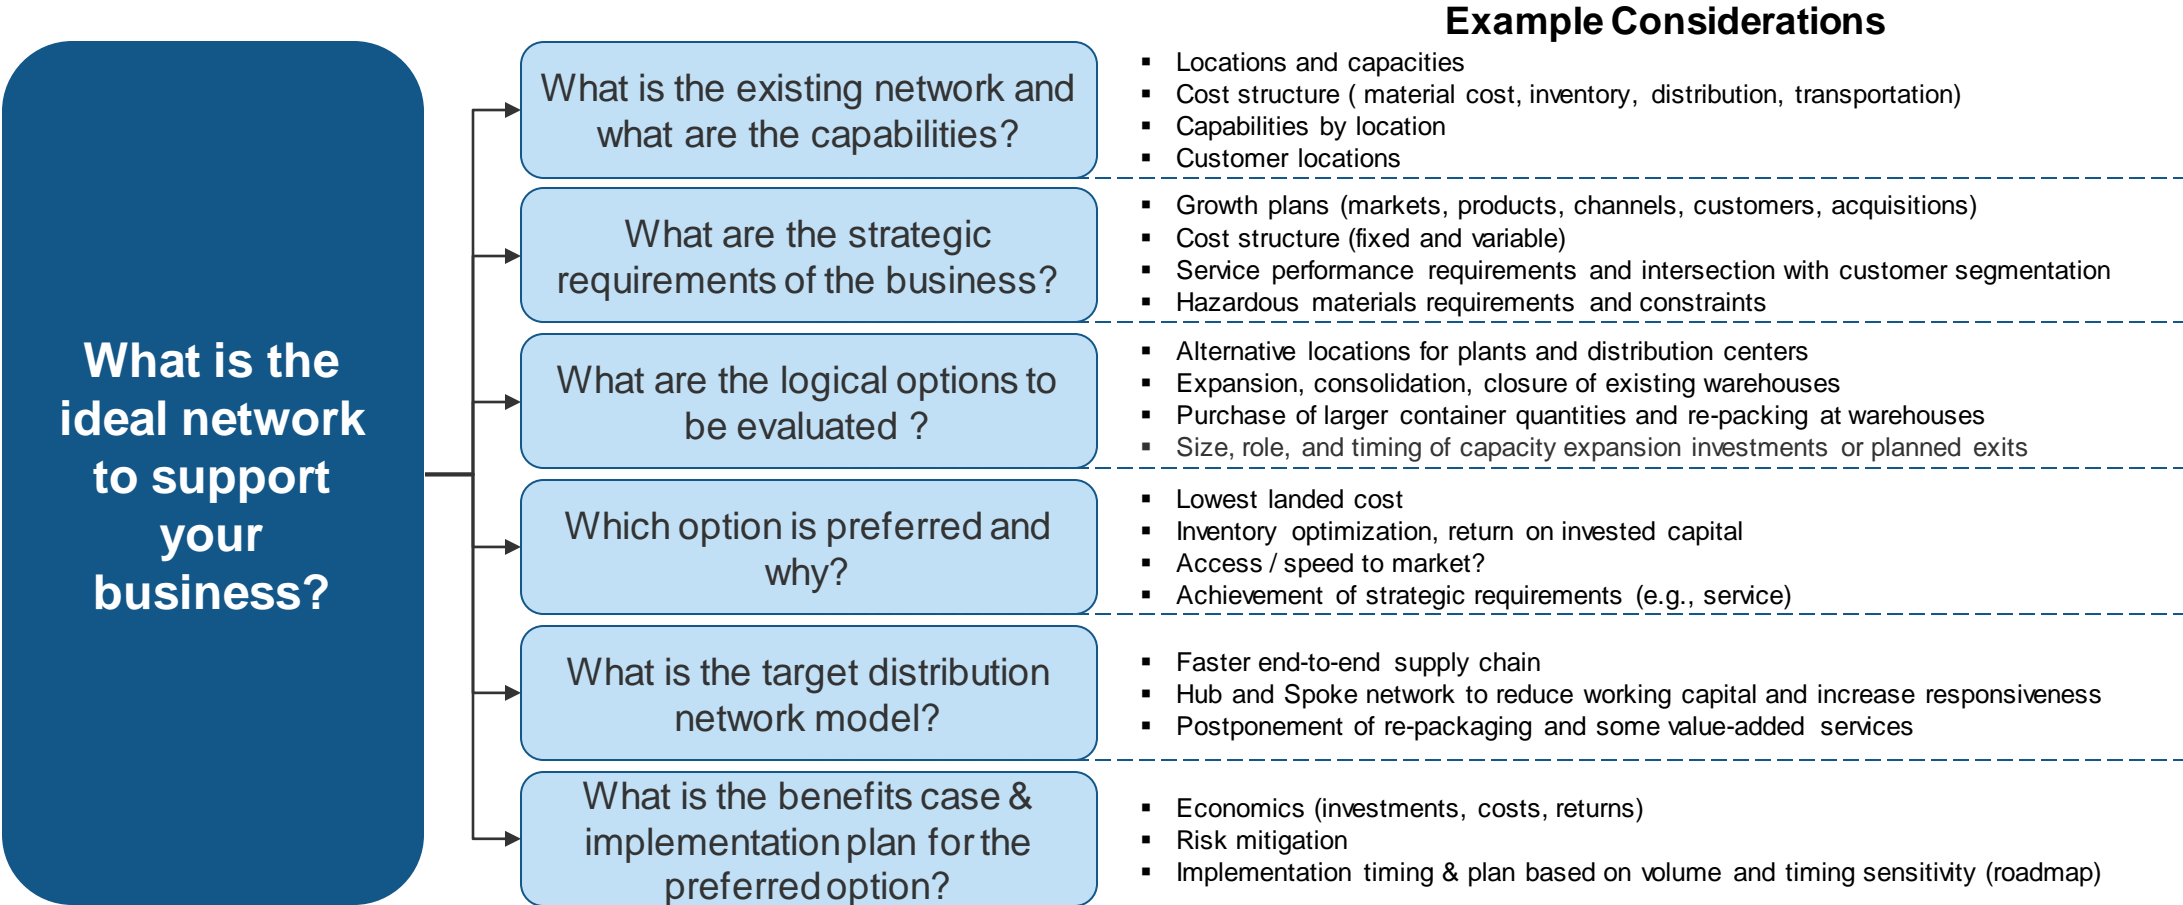 Example Considerations
What is the
ideal network
to support
your
business?
What is the existing network and
what are the capabilities?
▪ Locations and capacities
▪ Cost structure ( material cost, inventory, distribution, transportation)
▪ Capabilities by location
▪ Customer locations
What are the strategic
requirements of the business?
▪ Growth plans (markets, products, channels, customers, acquisitions)
▪ Cost structure (fixed and variable)
▪ Service performance requirements and intersection with customer segmentation
▪ Hazardous materials requirements and constraints
What are the logical options to
be evaluated ?
▪ Alternative locations for plants and distribution centers
▪ Expansion, consolidation, closure of existing warehouses
▪ Purchase of larger container quantities and re-packing at warehouses
▪ Size, role, and timing of capacity expansion investments or planned exits
Which option is preferred and
why?
▪ Lowest landed cost
▪ Inventory optimization, return on invested capital
▪ Access / speed to market?
▪ Achievement of strategic requirements (e.g., service)
What is the target distribution
network model?
▪ Faster end-to-end supply chain
▪ Hub and Spoke network to reduce working capital and increase responsiveness
▪ Postponement of re-packaging and some value-added services
What is the benefits case &
implementation plan for the
preferred option?
▪ Economics (investments, costs, returns)
▪ Risk mitigation
▪ Implementation timing & plan based on volume and timing sensitivity (roadmap)